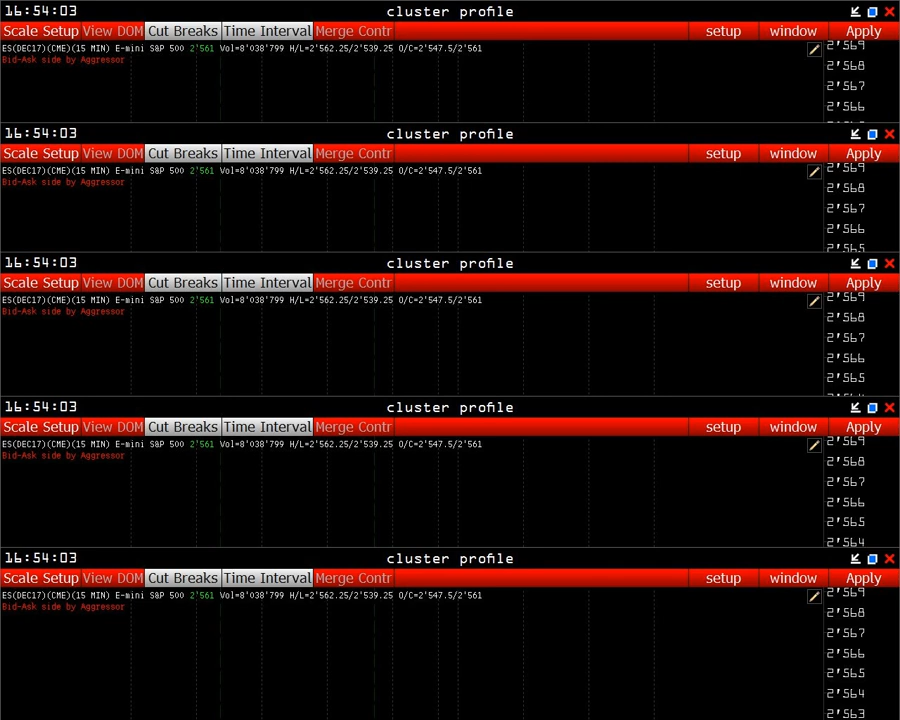 16:54:03 cluster profile
Scale Setup View DOM Cut Breaks Time Interval Merge Contr setup window Apply
ES(DEC17)(CME)(15 MIN) E-mini S&P 500 2'561 Vol=8'038'799 H/L=2'562.25/2'539.25 O/C=2'547.5/2'561 2'569
Bid-Ask side by Aggressor
2'568
2'567
2'566
16:54:03 cluster profile
Scale Setup View DOM Cut Breaks Time Interval Merge Contr setup window Apply
ES(DEC17)(CME)(15 MIN) E-mini S&P 500 2'561 Vol=8'038'799 H/L=2'562.25/2'539.25 O/C=2'547.5/2'561 2'569
Bid-Ask side by Aggressor
2'568
2'567
2'566
2'565
16:54:03 cluster profile
Scale Setup View DOM Cut Breaks Time Interval Merge Contr setup window Apply
ES(DEC17)(CME)(15 MIN) E-mini S&P 500 2'561 Vol=8'038'799 H/L=2'562.25/2'539.25 O/C=2'547.5/2'561 2'569
Bid-Ask side by Aggressor
2'568
2'567
2'566
2'565
16:54:03 cluster profile
Scale Setup View DOM Cut Breaks Time Interval Merge Contr setup window Apply
ES(DEC17)(CME)(15 MIN) E-mini S&P 500 2'561 Vol=8'038'799 H/L=2'562.25/2'539.25 O/C=2'547.5/2'561 2'569
Bid-Ask side by Aggressor
2'568
2'567
2'566
2'565
2'564
16:54:03 cluster profile
Scale Setup View DOM Cut Breaks Time Interval Merge Contr setup window Apply
ES(DEC17)(CME)(15 MIN) E-mini S&P 500 2'561 Vol=8'038'799 H/L=2'562.25/2'539.25 O/C=2'547.5/2'561 2'569
Bid-Ask side by Aggressor
2'568
2'567
2'566
2'565
2'564
2'563